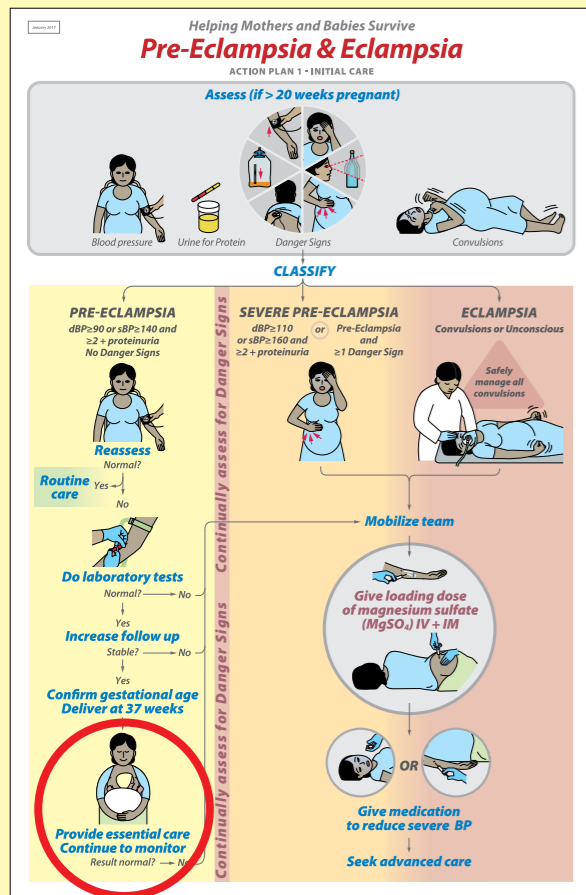 January 2017
Helping Mothers and Babies Survive
Pre-Eclampsia & Eclampsia
ACTION PLAN 1 - INITIAL CARE
Assess (if > 20 weeks pregnant)
Blood pressure
Urine for Protein
Danger Signs
Convulsions
CLASSIFY
PRE-ECLAMPSIA
dBP≥90 or sBP≥140 and
≥2 + proteinuria
No Danger Signs
Reassess
Normal?
Routine
care
Yes
No
Do laboratory tests
Normal?
No
Yes
Increase follow up
Stable?
No
Yes
Confirm gestational age
Deliver at 37 weeks
Provide essential care
Continue to monitor
Result normal?
No
Continually assess for Danger Signs
Continually assess for Danger Signs
SEVERE PRE-ECLAMPSIA
dBP≥110
or sBP≥160 and
≥2 + proteinuria
or
Pre-Eclampsia
and
≥1 Danger Sign
ECLAMPSIA
Convulsions or Unconscious
Safely
manage all
convulsions
Mobilize team
Give loading dose
of magnesium sulfate
(MgSO₄) IV + IM
OR
Give medication
to reduce severe BP
Seek advanced care